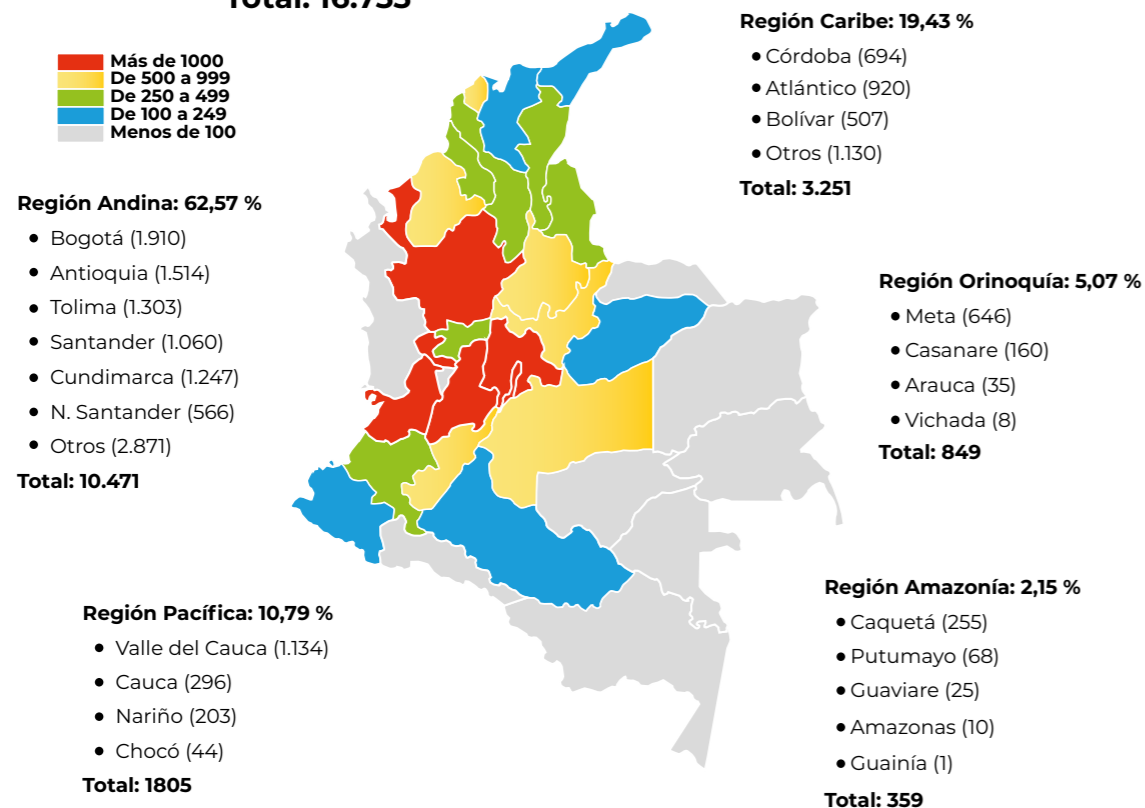 Total: 16.735
Más de 1000
De 500 a 999
De 250 a 499
De 100 a 249
Menos de 100
Región Caribe: 19,43 %
Córdoba (694)
Atlántico (920)
Bolívar (507)
Otros (1.130)
Total: 3.251
Región Andina: 62,57 %
Bogotá (1.910)
Antioquia (1.514)
Tolima (1.303)
Santander (1.060)
Cundimarca (1.247)
N. Santander (566)
Otros (2.871)
Total: 10.471
Región Orinoquía: 5,07 %
Meta (646)
Casanare (160)
Arauca (35)
Vichada (8)
Total: 849
Región Pacífica: 10,79 %
Valle del Cauca (1.134)
Cauca (296)
Nariño (203)
Chocó (44)
Total: 1805
Región Amazonía: 2,15 %
Caquetá (255)
Putumayo (68)
Guaviare (25)
Amazonas (10)
Guainía (1)
Total: 359